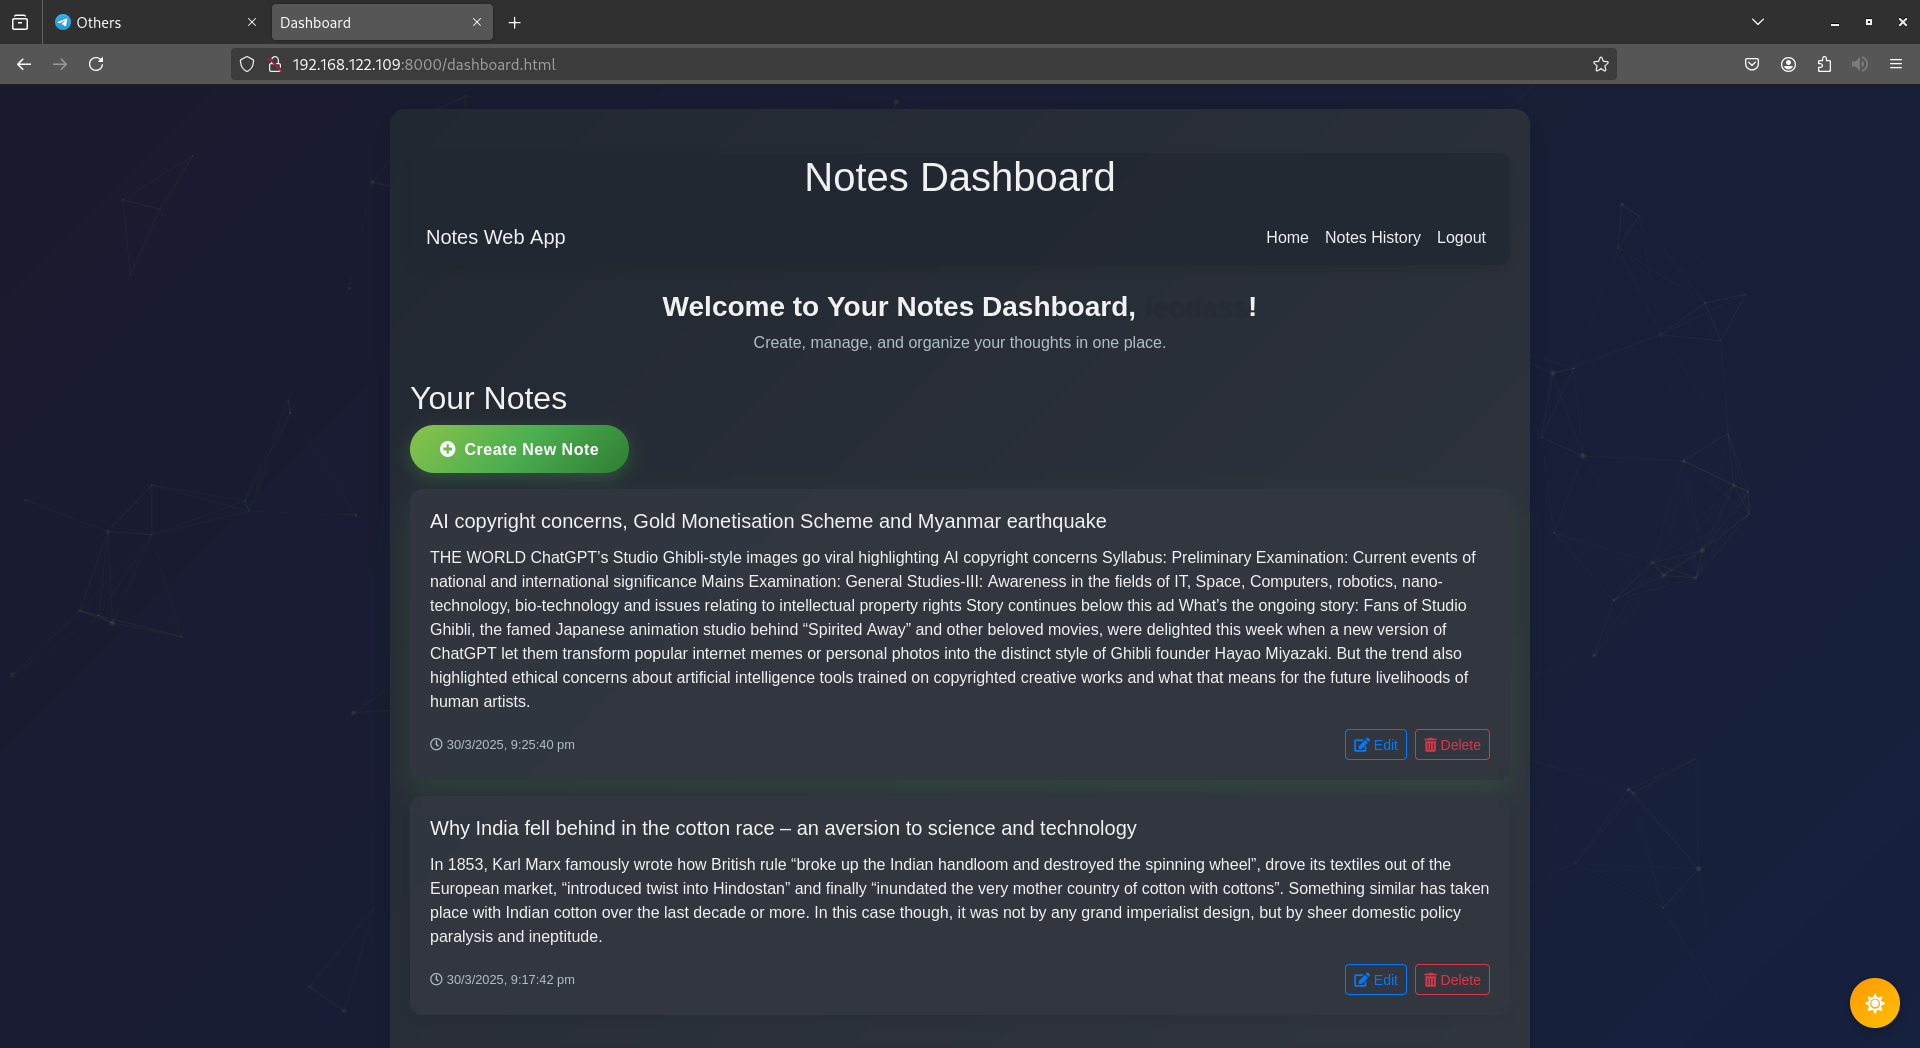 Others
Dashboard
192.168.122.109:8000/dashboard.html
Notes Dashboard
Notes Web App
Home Notes History Logout
Welcome to Your Notes Dashboard, !
Create, manage, and organize your thoughts in one place.
Your Notes
Create New Note
AI copyright concerns, Gold Monetisation Scheme and Myanmar earthquake
THE WORLD ChatGPT’s Studio Ghibli-style images go viral highlighting AI copyright concerns Syllabus: Preliminary Examination: Current events of
national and international significance Mains Examination: General Studies-III: Awareness in the fields of IT, Space, Computers, robotics, nano-
technology, bio-technology and issues relating to intellectual property rights Story continues below this ad What’s the ongoing story: Fans of Studio
Ghibli, the famed Japanese animation studio behind “Spirited Away” and other beloved movies, were delighted this week when a new version of
ChatGPT let them transform popular internet memes or personal photos into the distinct style of Ghibli founder Hayao Miyazaki. But the trend also
highlighted ethical concerns about artificial intelligence tools trained on copyrighted creative works and what that means for the future livelihoods of
human artists.
30/3/2025, 9:25:40 pm
Edit Delete
Why India fell behind in the cotton race – an aversion to science and technology
In 1853, Karl Marx famously wrote how British rule “broke up the Indian handloom and destroyed the spinning wheel”, drove its textiles out of the
European market, “introduced twist into Hindostan” and finally “inundated the very mother country of cotton with cottons”. Something similar has taken
place with Indian cotton over the last decade or more. In this case though, it was not by any grand imperialist design, but by sheer domestic policy
paralysis and ineptitude.
30/3/2025, 9:17:42 pm
Edit Delete